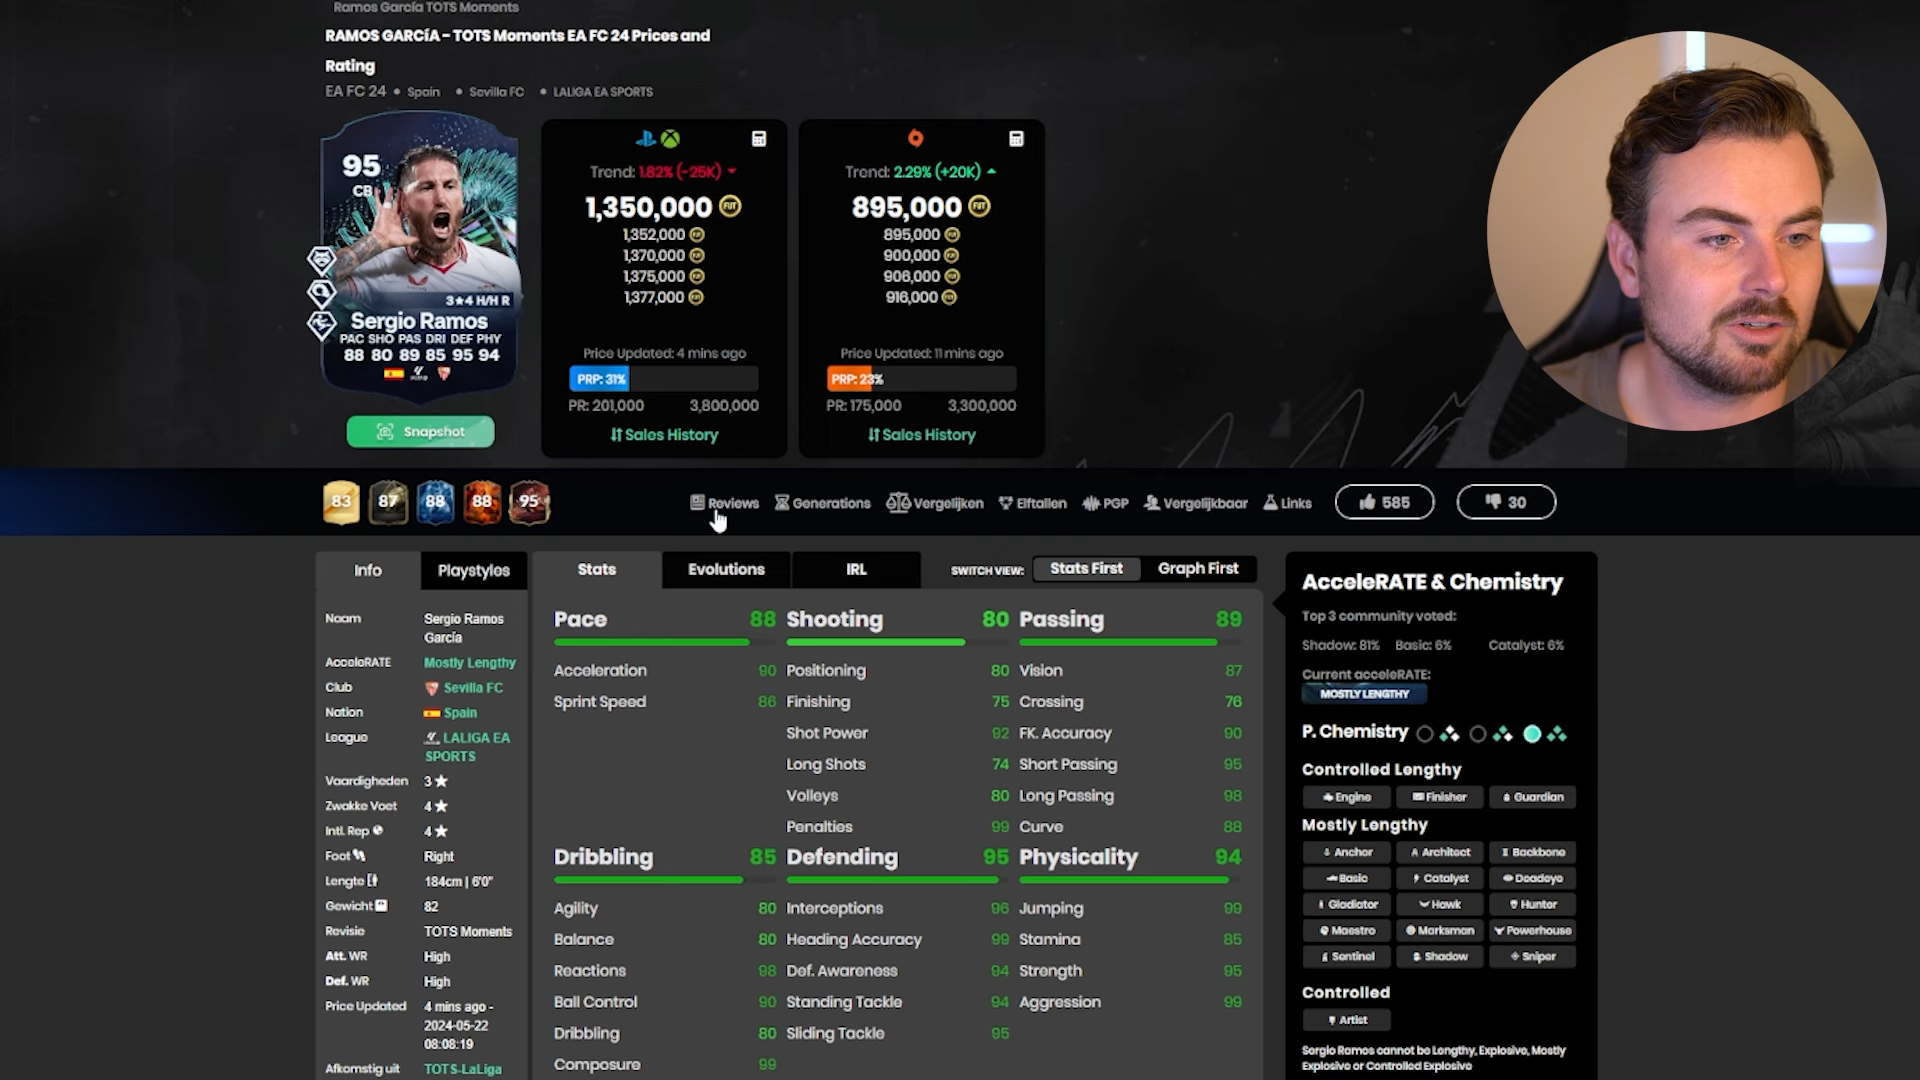 Ramos García TOTS Moments
RAMOS GARCÍA - TOTS Moments EA FC 24 Prices and
Rating
EA FC 24 • Spain • Sevilla FC • LALIGA EA SPORTS
95
CB
3★4 H/H R
Sergio Ramos
PAC SHO PAS DRI DEF PHY
88 80 89 85 95 94
Snapshot
Trend: 1.82% (-25K)
1,350,000
1,352,000
1,370,000
1,375,000
1,377,000
Price Updated: 4 mins ago
PRP: 31%
PR: 201,000 3,800,000
Sales History
Trend: 2.29% (+20K)
895,000
895,000
900,000
906,000
916,000
Price Updated: 11 mins ago
PRP: 23%
PR: 175,000 3,300,000
Sales History
83 87 88 88 95
Reviews Generations Vergelijken Elftallen PGP Vergelijkbaar Links 585 30
Info Playstyles
Naam Sergio Ramos
García
AcceleRATE Mostly Lengthy
Club Sevilla FC
Nation Spain
League LALIGA EA
SPORTS
Vaardigheden 3 ★
Zwakke Voet 4 ★
Intl. Rep 4 ★
Foot Right
Lengte 184cm | 6'0"
Gewicht 82
Revisie TOTS Moments
Att. WR High
Def. WR High
Price Updated 4 mins ago -
2024-05-22
08:08:19
Afkomstig uit TOTS-LaLiga
Stats Evolutions IRL SWITCH VIEW: Stats First Graph First
Pace 88
Acceleration 90
Sprint Speed 86
Shooting 80
Positioning 80
Finishing 75
Shot Power 92
Long Shots 74
Volleys 80
Penalties 99
Passing 89
Vision 87
Crossing 76
FK. Accuracy 90
Short Passing 95
Long Passing 98
Curve 88
Dribbling 85
Agility 80
Balance 80
Reactions 98
Ball Control 90
Dribbling 80
Composure 99
Defending 95
Interceptions 96
Heading Accuracy 99
Def. Awareness 94
Standing Tackle 94
Sliding Tackle 95
Physicality 94
Jumping 99
Stamina 85
Strength 95
Aggression 99
AcceleRATE & Chemistry
Top 3 community voted:
Shadow: 81% Basic: 6% Catalyst: 6%
Current acceleRATE:
MOSTLY LENGTHY
P. Chemistry
Controlled Lengthy
Engine Finisher Guardian
Mostly Lengthy
Anchor Architect Backbone
Basic Catalyst Deadeye
Gladiator Hawk Hunter
Maestro Marksman Powerhouse
Sentinel Shadow Sniper
Controlled
Artist
Sergio Ramos cannot be Lengthy, Explosive, Mostly
Explosive or Controlled Explosive